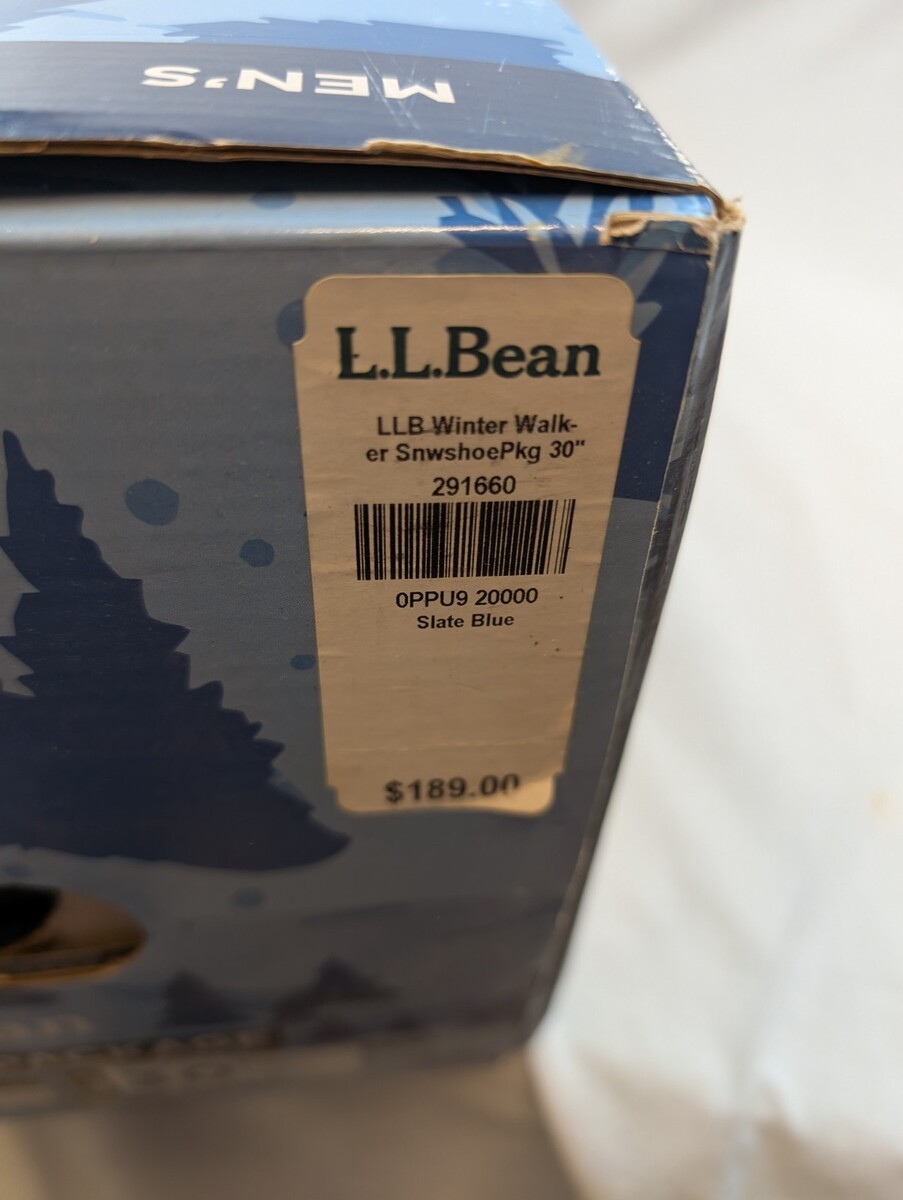 MEN'S
L.L.Bean
LLB Winter Walk-
er SnwshoePkg 30"
291660
0PPU9 20000
Slate Blue
$189.00